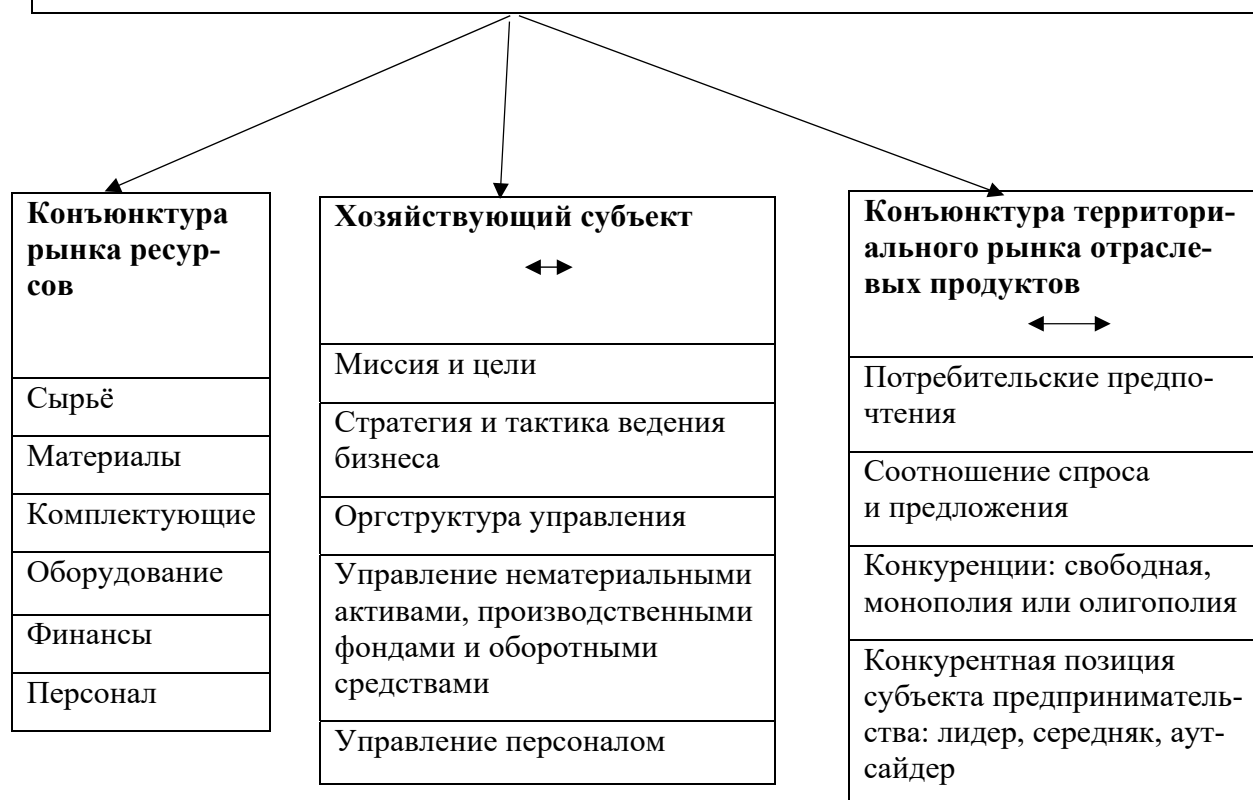 Конъюнктура
рынка ресур-
сов
Сырьё
Материалы
Комплектующие
Оборудование
Финансы
Персонал
Хозяйствующий субъект
Миссия и цели
Стратегия и тактика ведения
бизнеса
Оргструктура управления
Управление нематериальными
активами, производственными
фондами и оборотными
средствами
Управление персоналом
Конъюнктура территори-
ального рынка отрасле-
вых продуктов
Потребительские предпо-
чтения
Соотношение спроса
и предложения
Конкуренции: свободная,
монополия или олигополия
Конкурентная позиция
субъекта предприниматель-
ства: лидер, середняк, аут-
сайдер